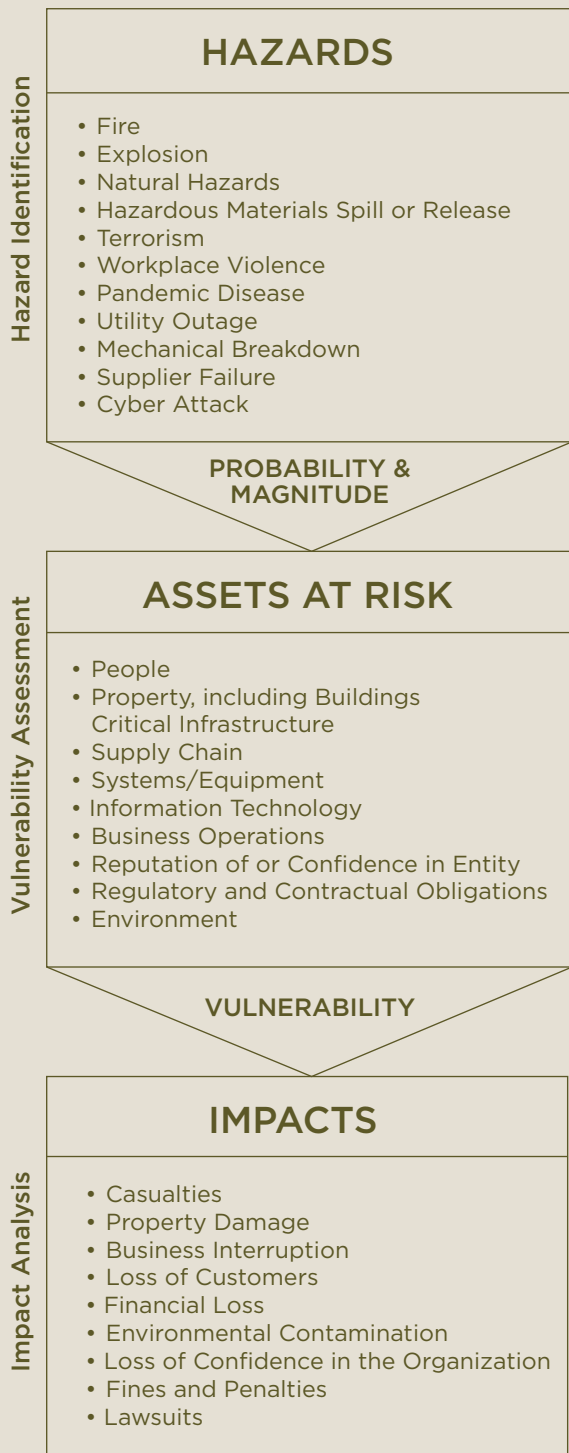 Hazard Identification
HAZARDS
• Fire
• Explosion
• Natural Hazards
• Hazardous Materials Spill or Release
• Terrorism
• Workplace Violence
• Pandemic Disease
• Utility Outage
• Mechanical Breakdown
• Supplier Failure
• Cyber Attack
PROBABILITY &
MAGNITUDE
Vulnerability Assessment
ASSETS AT RISK
• People
• Property, including Buildings
Critical Infrastructure
• Supply Chain
• Systems/Equipment
• Information Technology
• Business Operations
• Reputation of or Confidence in Entity
• Regulatory and Contractual Obligations
• Environment
VULNERABILITY
Impact Analysis
IMPACTS
• Casualties
• Property Damage
• Business Interruption
• Loss of Customers
• Financial Loss
• Environmental Contamination
• Loss of Confidence in the Organization
• Fines and Penalties
• Lawsuits